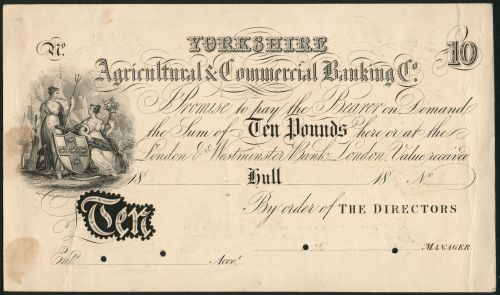 Nº YORKSHIRE 10
Agricultural & Commercial Banking Cº.
Promise to pay the Bearer on Demand
the Sum of Ten Pounds here or at the
London & Westminster Bank, London. Value received
18 Hull 18 Nº
By order of THE DIRECTORS
Ten
MANAGER
Entᵈ. Accᵗ.